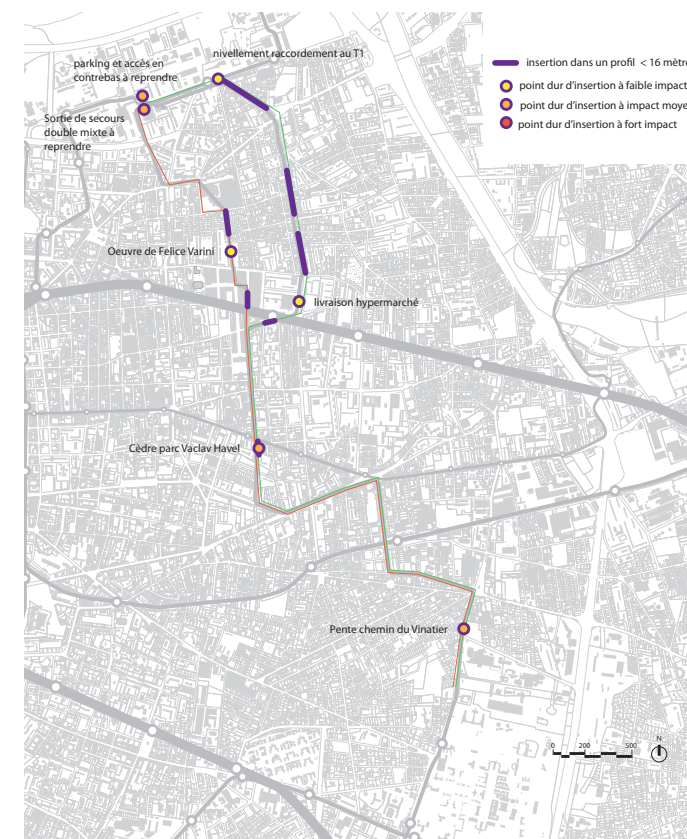 nivellement raccordement au T1
parking et accès en
contrebas à reprendre
Sortie de secours
double mixte à
reprendre
insertion dans un profil < 16 mètre
point dur d'insertion à faible impact
point dur d'insertion à impact moye
point dur d'insertion à fort impact
Oeuvre de Felice Varini
livraison hypermarché
Cèdre parc Vaclav Havel
Pente chemin du Vinatier
0 200 500
N